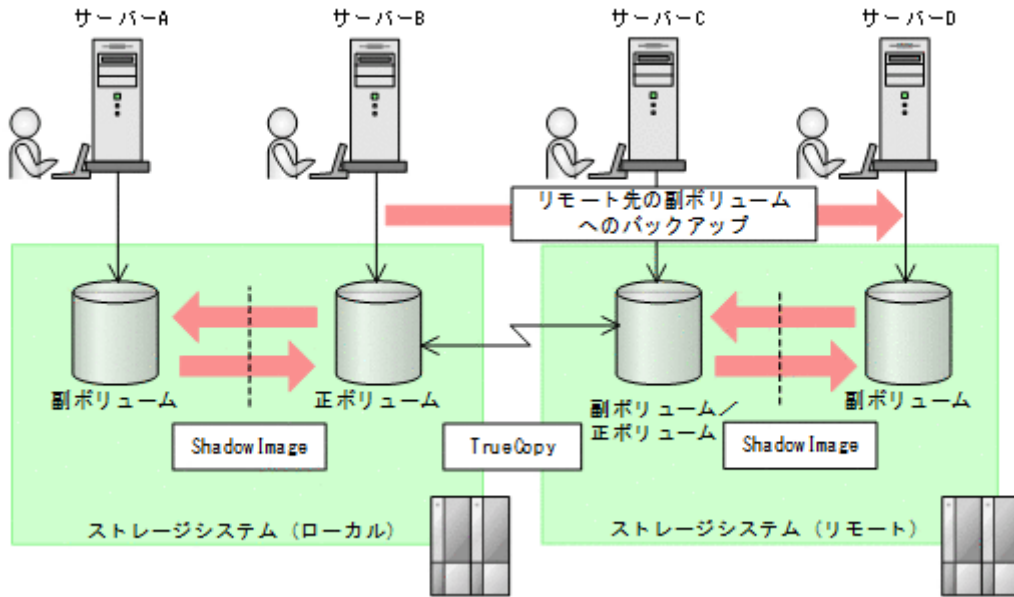 サーバーA
サーバーB
サーバーC
サーバーD
リモート先の副ボリューム
へのバックアップ
副ボリューム
正ボリューム
副ボリューム／
正ボリューム
副ボリューム
ShadowImage
TrueCopy
ShadowImage
ストレージシステム（ローカル）
ストレージシステム（リモート）